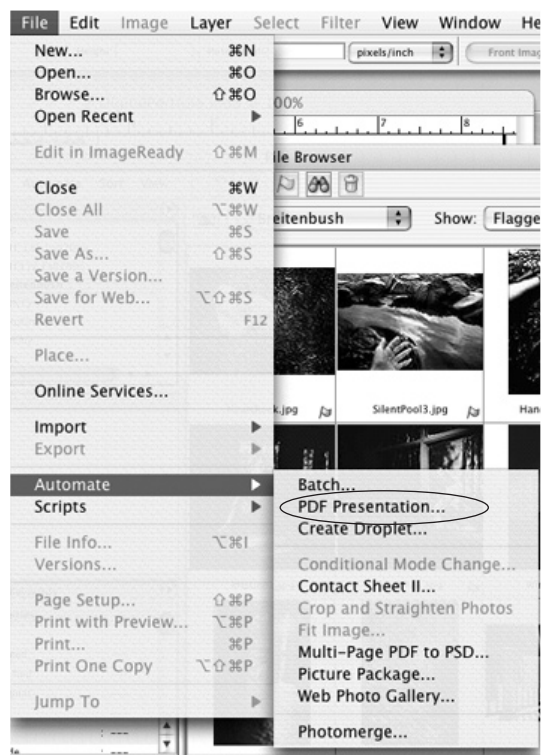 File Edit Image Layer Select Filter View Window He
New... ⌘N
Open... ⌘O
Browse... ⇧⌘O
Open Recent
Edit in ImageReady ⇧⌘M
Close ⌘W
Close All ⌥⌘W
Save ⌘S
Save As... ⇧⌘S
Save a Version...
Save for Web... ⌥⇧⌘S
Revert F12
Place...
Online Services...
Import
Export
Automate
Scripts
File Info... ⌥⌘I
Versions...
Page Setup... ⇧⌘P
Print with Preview... ⌥⌘P
Print... ⌘P
Print One Copy ⌥⇧⌘P
Jump To
pixels/inch Front Imag
00%
6 7 8
ile Browser
eitenbush Show: Flagge
k.jpg SilentPool3.jpg Han
Batch...
PDF Presentation...
Create Droplet...
Conditional Mode Change...
Contact Sheet II...
Crop and Straighten Photos
Fit Image...
Multi-Page PDF to PSD...
Picture Package...
Web Photo Gallery...
Photomerge...
: ---
: ---